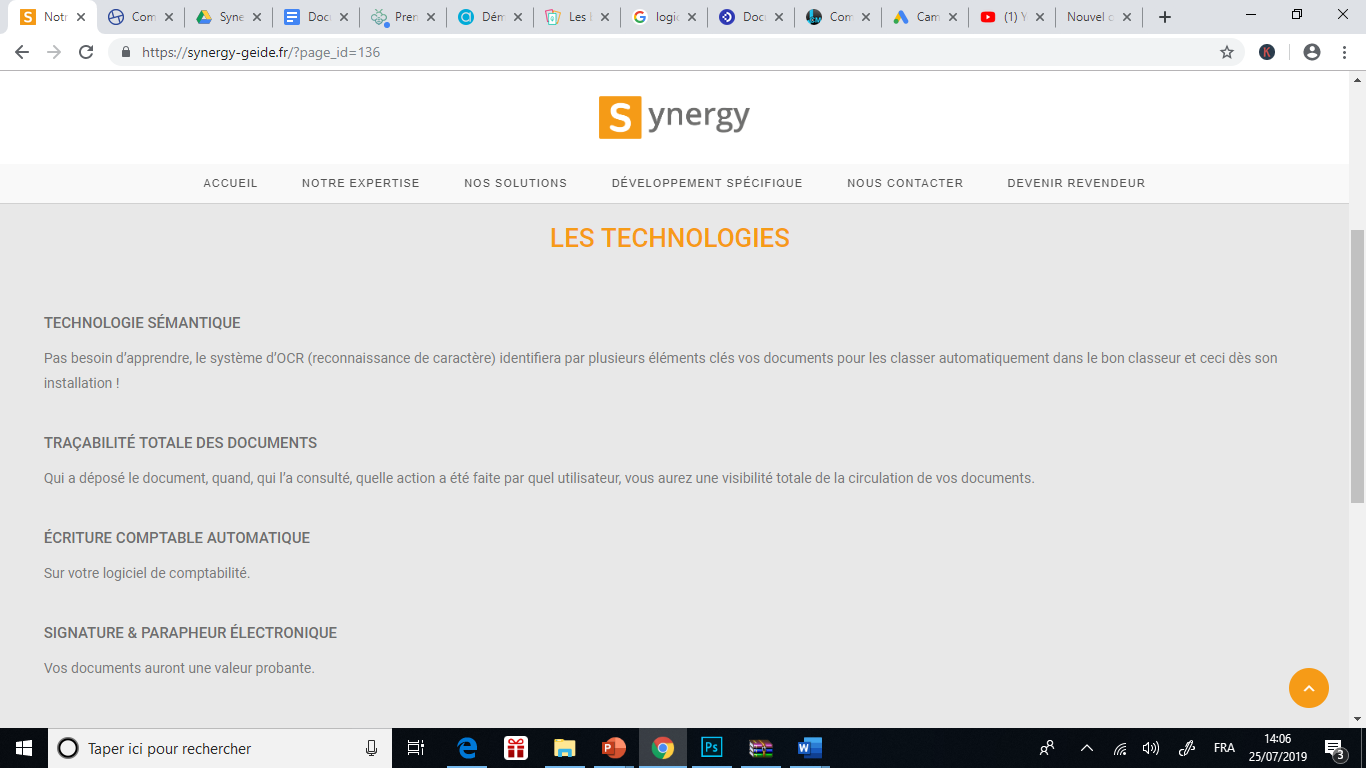 Notr
Com
Syne
Docu
Pren
Dém
Les
logic
Docu
Com
Cam
(1) Y
Nouvel
https://synergy-geide.fr/?page_id=136
K
S ynergy
ACCUEIL NOTRE EXPERTISE NOS SOLUTIONS DÉVELOPPEMENT SPÉCIFIQUE NOUS CONTACTER DEVENIR REVENDEUR
LES TECHNOLOGIES
TECHNOLOGIE SÉMANTIQUE
Pas besoin d’apprendre, le système d’OCR (reconnaissance de caractère) identifiera par plusieurs éléments clés vos documents pour les classer automatiquement dans le bon classeur et ceci dès son
installation !
TRAÇABILITÉ TOTALE DES DOCUMENTS
Qui a déposé le document, quand, qui l’a consulté, quelle action a été faite par quel utilisateur, vous aurez une visibilité totale de la circulation de vos documents.
ÉCRITURE COMPTABLE AUTOMATIQUE
Sur votre logiciel de comptabilité.
SIGNATURE & PARAPHEUR ÉLECTRONIQUE
Vos documents auront une valeur probante.
Taper ici pour rechercher
FRA
14:06
25/07/2019
3